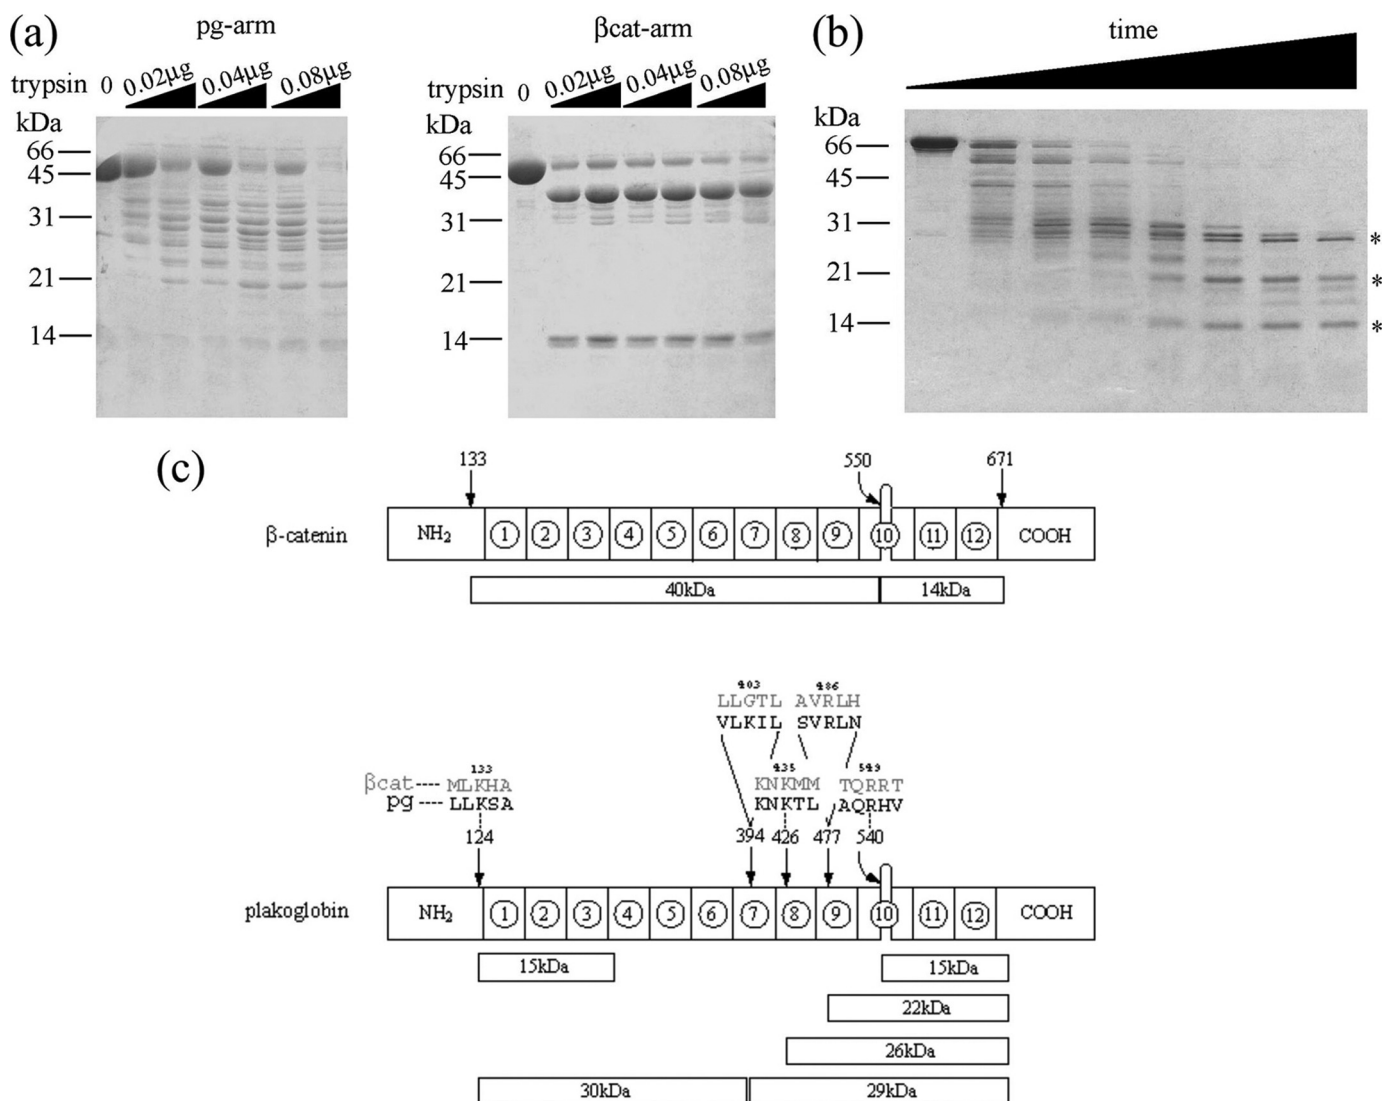 (a)
pg-arm
trypsin 0 0.02µg 0.04µg 0.08µg
kDa
66
45
31
21
14
βcat-arm
trypsin 0 0.02µg 0.04µg 0.08µg
kDa
66
45
31
21
14
(b)
time
kDa
66
45
31
21
14
*
*
*
(c)
133 550 671
β-catenin NH₂ 1 2 3 4 5 6 7 8 9 10 11 12 COOH
40kDa 14kDa
403 486
LLGTL AVRLH
VLKIL SVRLN
133 435 549
βcat---- MLKHA KNKMM TQRRT
pg ---- LLKSA KNKTL AQRHV
124 394 426 477 540
plakoglobin NH₂ 1 2 3 4 5 6 7 8 9 10 11 12 COOH
15kDa 15kDa
22kDa
26kDa
30kDa 29kDa